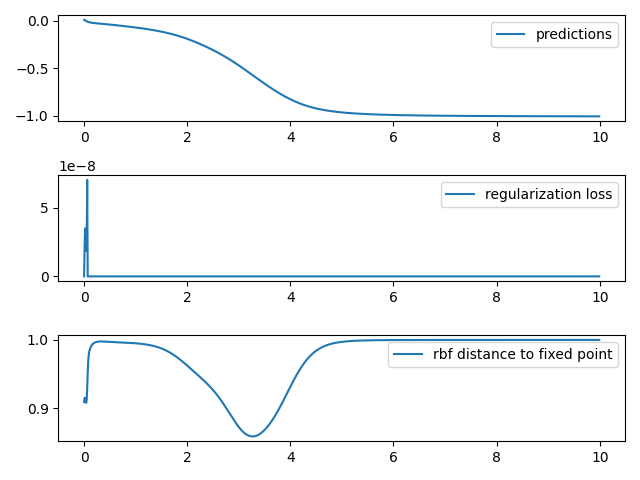 0.0
predictions
−0.5
−1.0
0 2 4 6 8 10
1e−8
regularization loss
5
0
0 2 4 6 8 10
1.0
rbf distance to fixed point
0.9
0 2 4 6 8 10